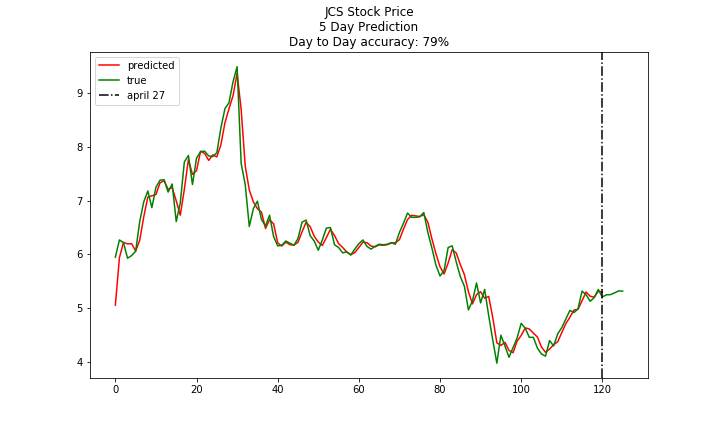 JCS Stock Price
5 Day Prediction
Day to Day accuracy: 79%
predicted
true
april 27
9
8
7
6
5
4
0
20
40
60
80
100
120